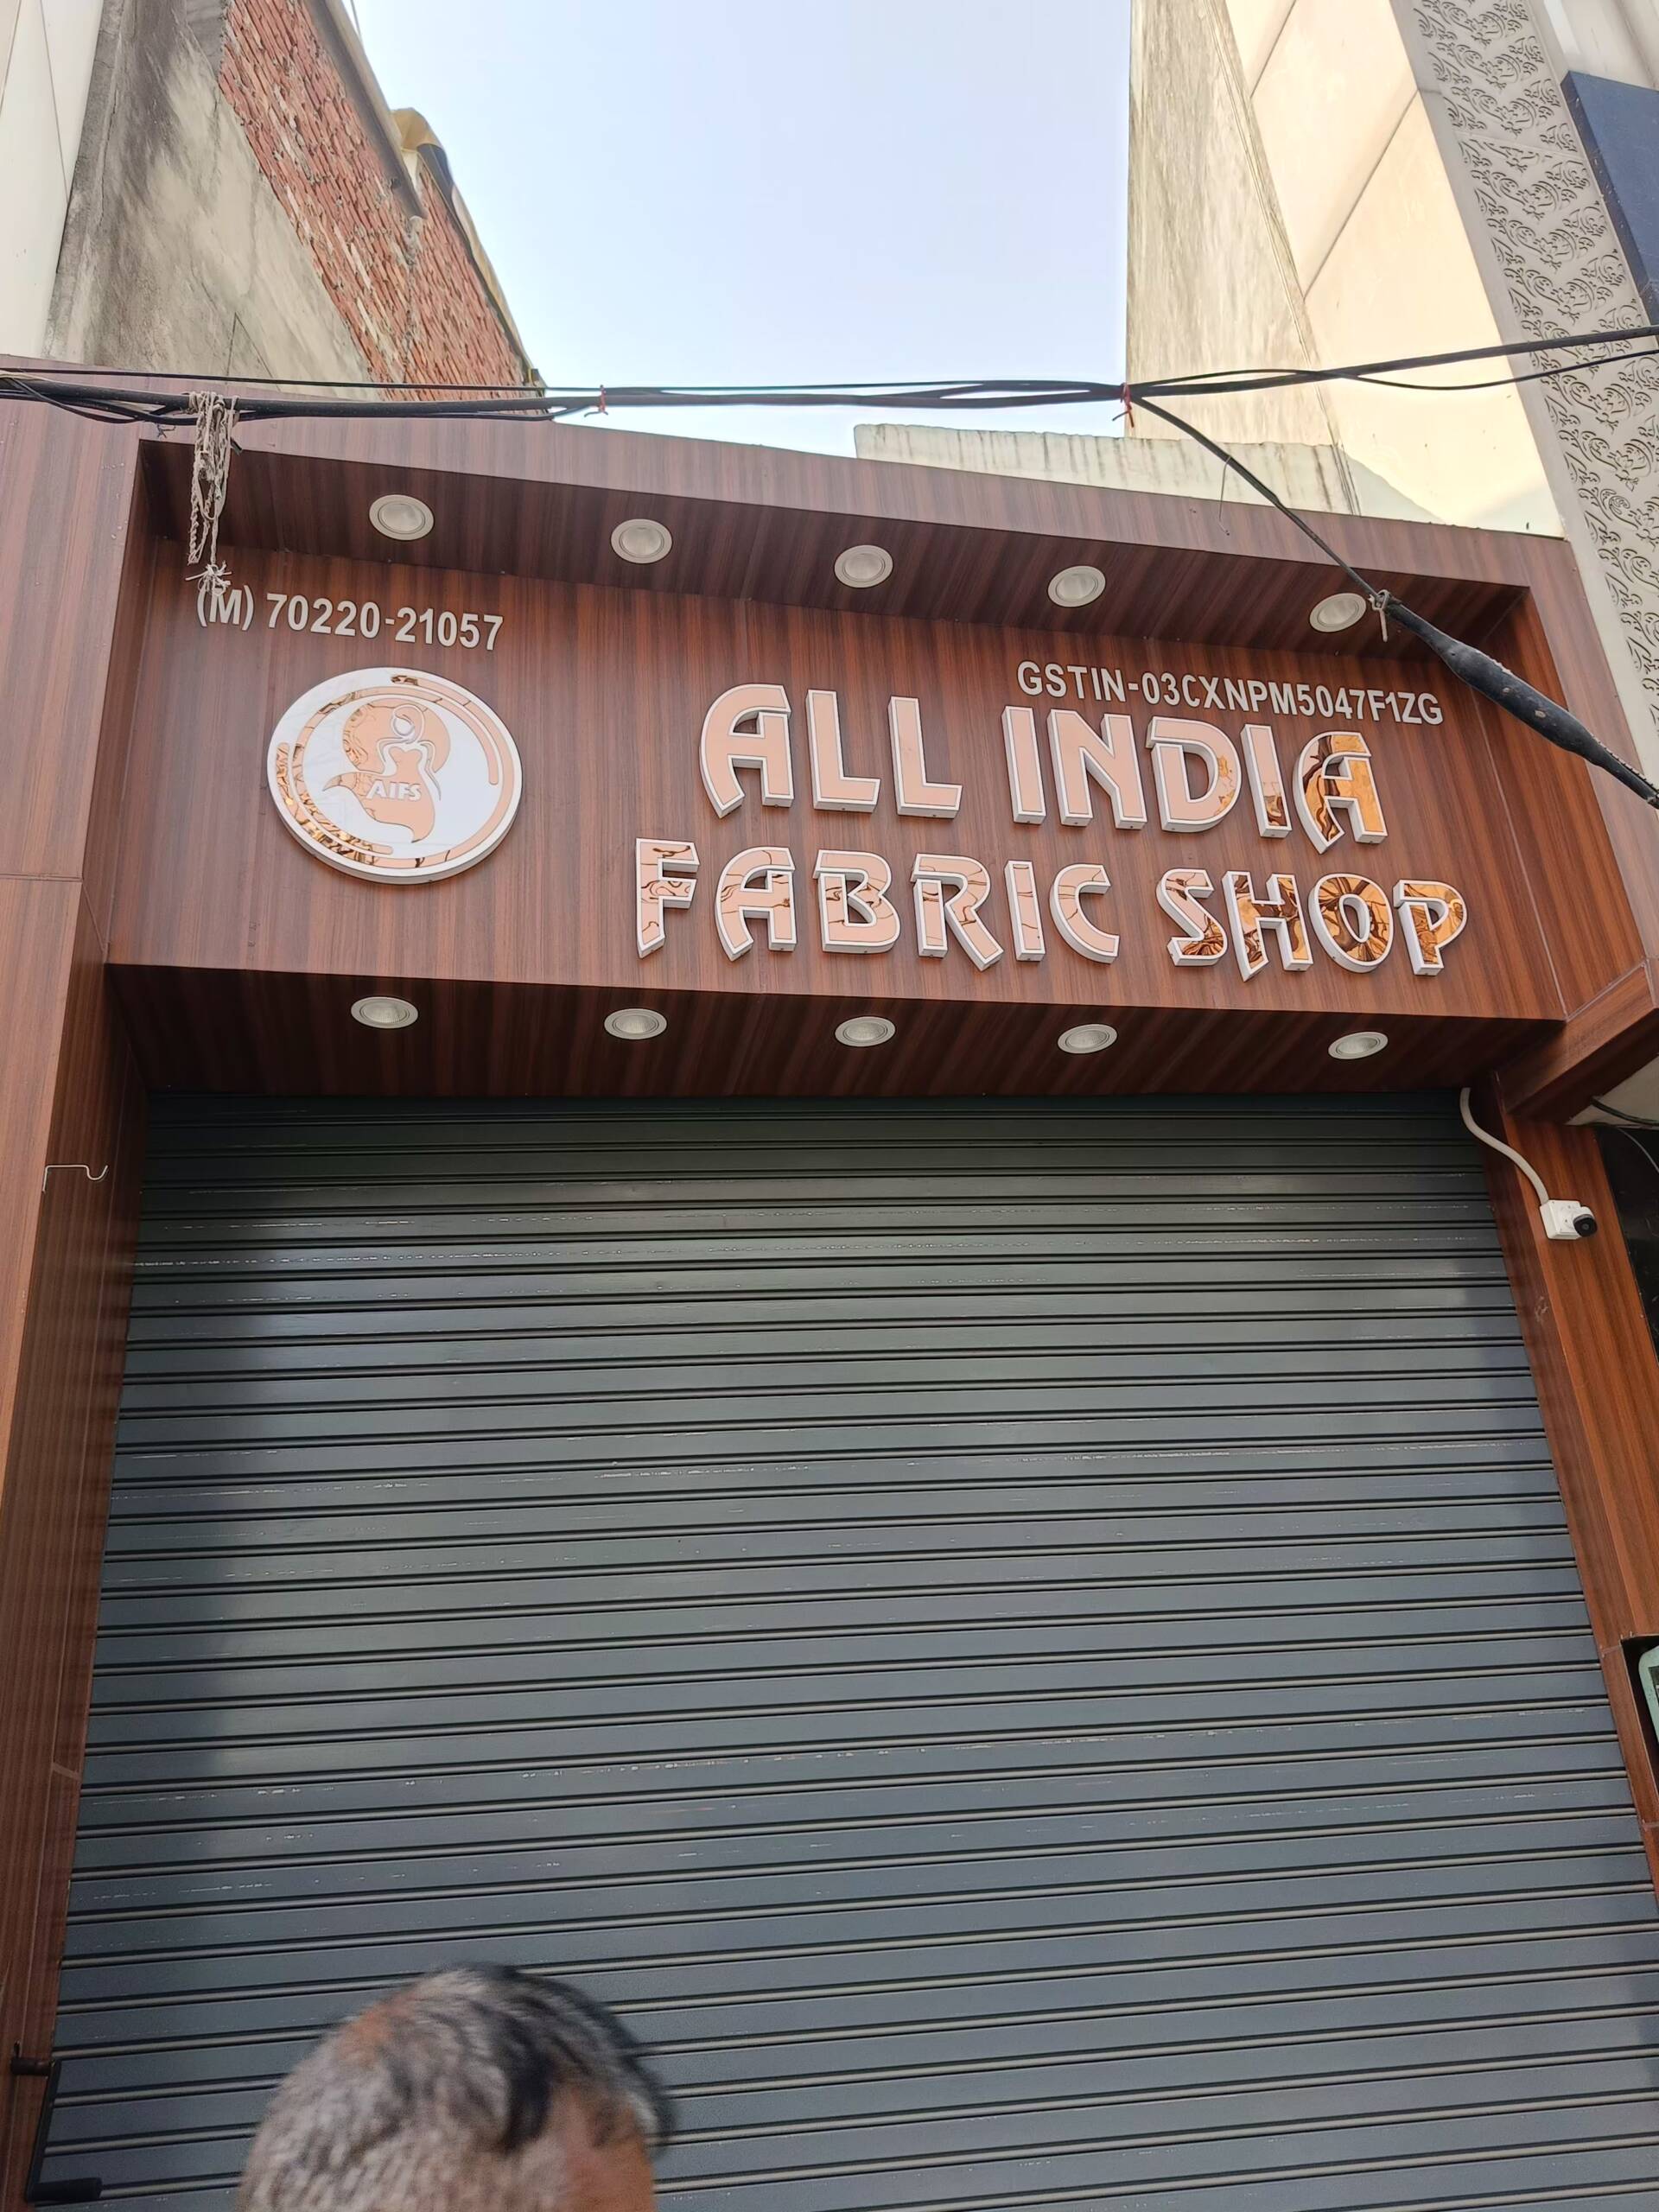 (M) 70220-21057
GSTIN-03CXNPM5047F1ZG
AIFS
ALL INDIA
FABRIC SHOP